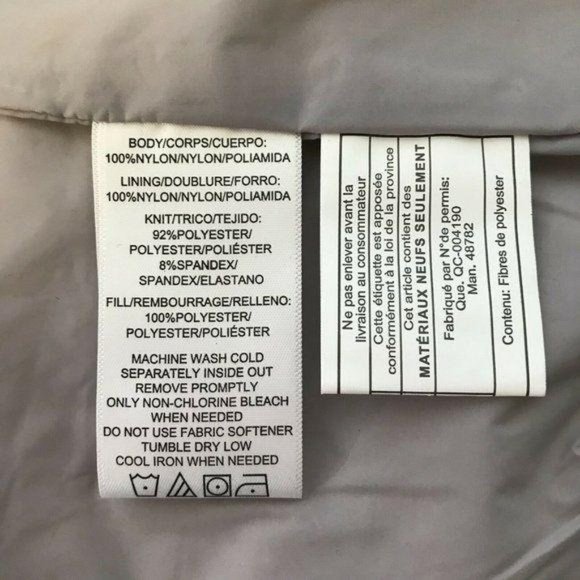 BODY/CORPS/CUERPO:
100%NYLON/NYLON/POLIAMIDA
LINING/DOUBLURE/FORRO:
100%NYLON/NYLON/POLIAMIDA
KNIT/TRICO/TEJIDO:
92%POLYESTER/
POLYESTER/POLIÉSTER
8%SPANDEX/
SPANDEX/ELASTANO
FILL/REMBOURRAGE/RELLENO:
100%POLYESTER/
POLYESTER/POLIÉSTER
MACHINE WASH COLD
SEPARATELY INSIDE OUT
REMOVE PROMPTLY
ONLY NON-CHLORINE BLEACH
WHEN NEEDED
DO NOT USE FABRIC SOFTENER
TUMBLE DRY LOW
COOL IRON WHEN NEEDED
Ne pas enlever avant la
livraison au consommateur
Cette étiquette est apposée
conformément à la loi de la province
Cet article contient des
MATÉRIAUX NEUFS SEULEMENT
Fabriqué par N°de permis:
Que. QC-004190
Man. 48782
Contenu: Fibres de polyester